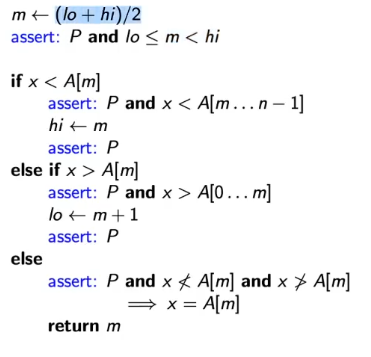 m ← (lo + hi)/2
assert: P and lo ≤ m < hi
if x < A[m]
assert: P and x < A[m . . . n − 1]
hi ← m
assert: P
else if x > A[m]
assert: P and x > A[0 . . . m]
lo ← m + 1
assert: P
else
assert: P and x ≮ A[m] and x ≯ A[m]
⟹ x = A[m]
return m